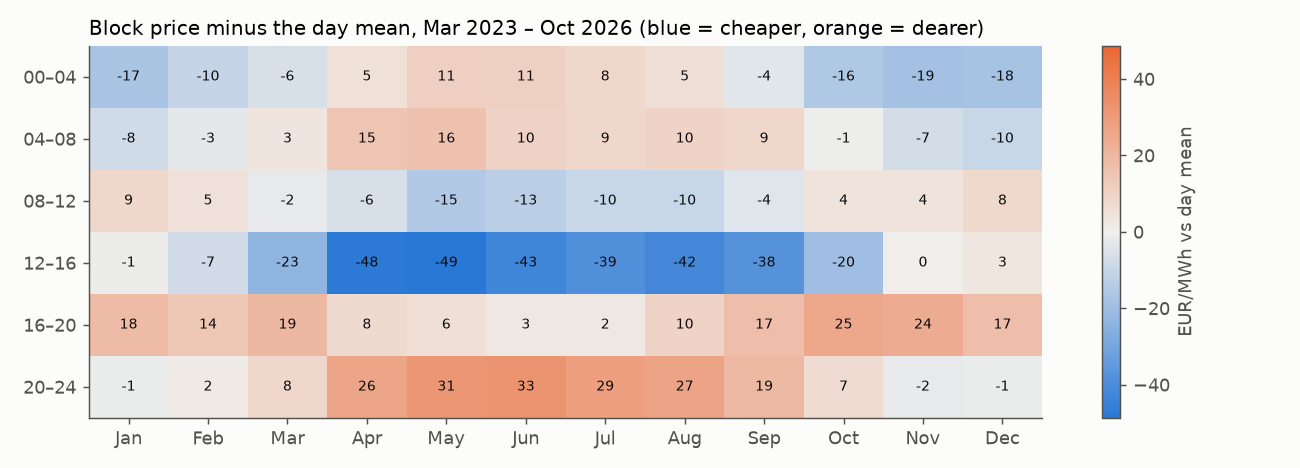 Block price minus the day mean, Mar 2023 – Oct 2026 (blue = cheaper, orange = dearer)
00–04 -17 -10 -6 5 11 11 8 5 -4 -16 -19 -18
04–08 -8 -3 3 15 16 10 9 10 9 -1 -7 -10
08–12 9 5 -2 -6 -15 -13 -10 -10 -4 4 4 8
12–16 -1 -7 -23 -48 -49 -43 -39 -42 -38 -20 0 3
16–20 18 14 19 8 6 3 2 10 17 25 24 17
20–24 -1 2 8 26 31 33 29 27 19 7 -2 -1
Jan Feb Mar Apr May Jun Jul Aug Sep Oct Nov Dec
40
20
0
−20
−40
EUR/MWh vs day mean